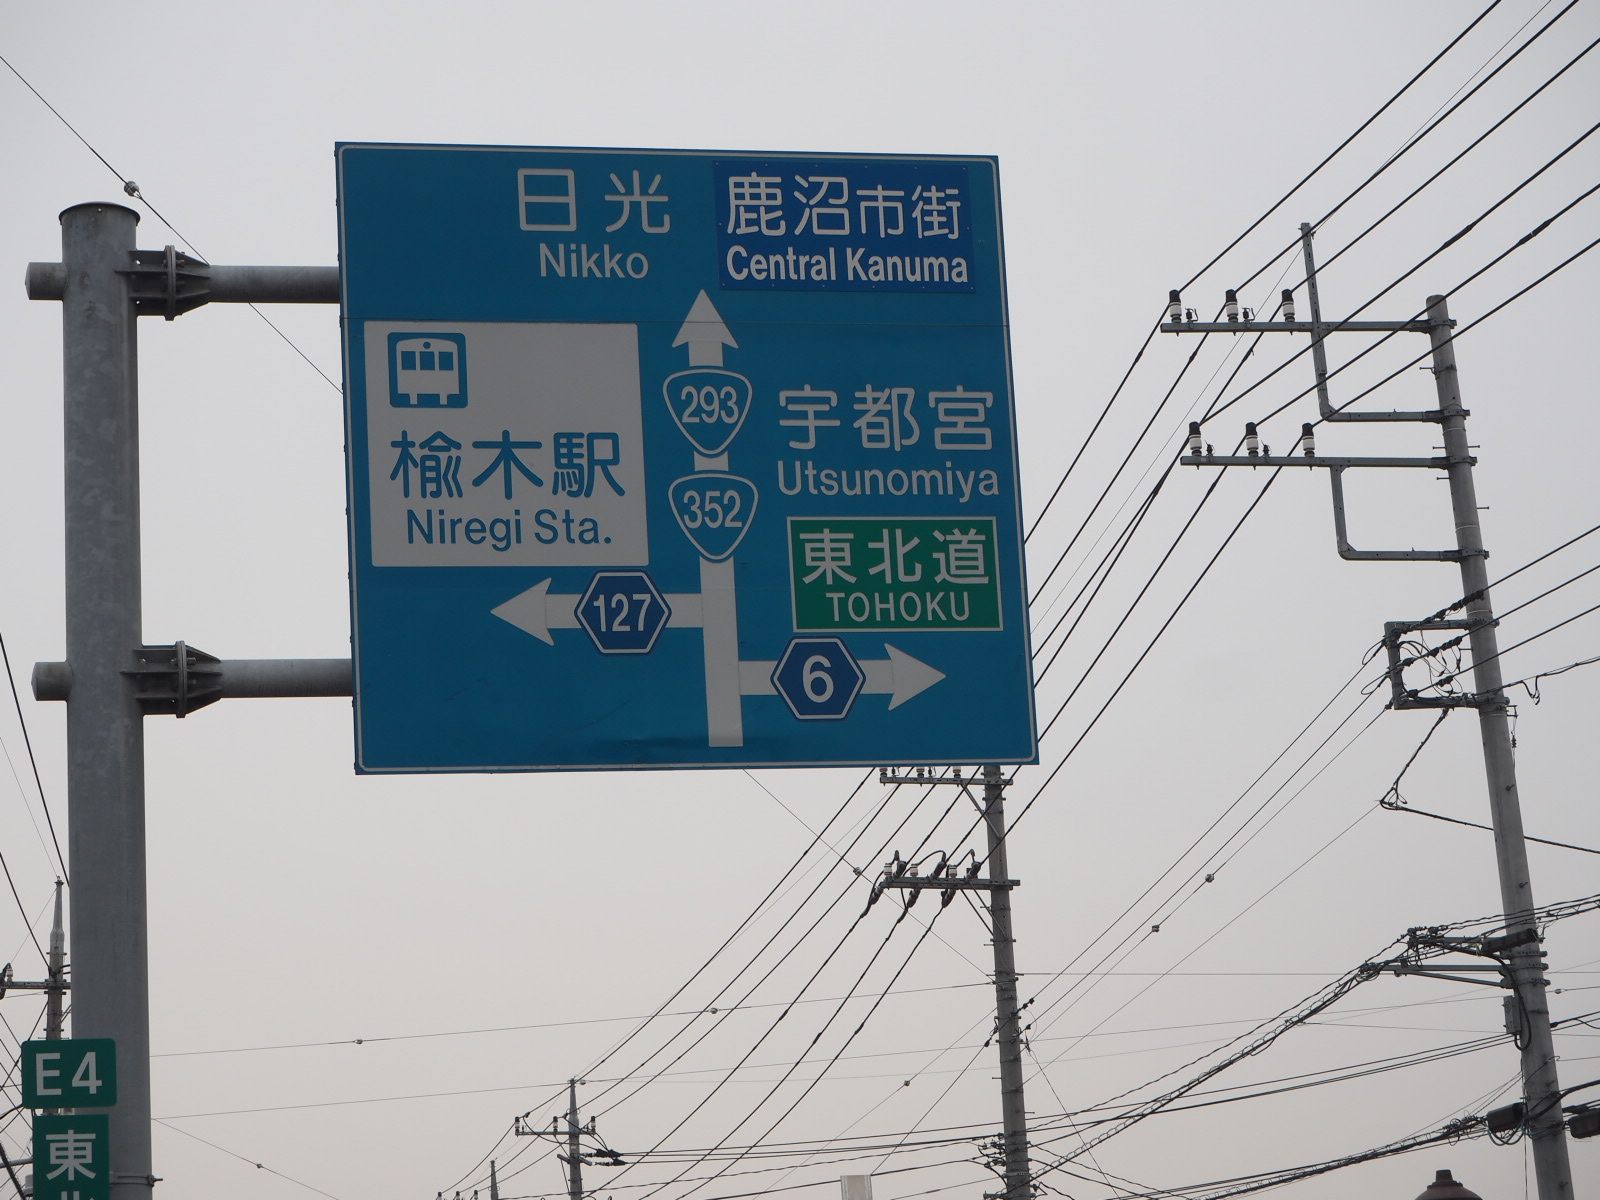 日光
Nikko
鹿沼市街
Central Kanuma
293
楡木駅
Niregi Sta.
352
宇都宮
Utsunomiya
東北道
TOHOKU
127
6
E4
東北